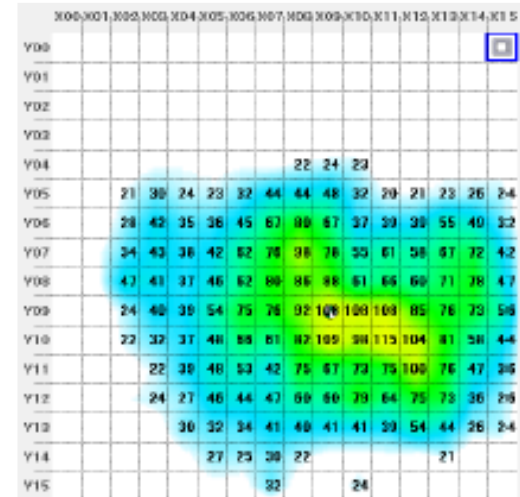 X00 X01 X02 X03 X04 X05 X06 X07 X08 X09 X10 X11 X12 X13 X14 X15
Y00
Y01
Y02
Y03
Y04 22 24 23
Y05 21 30 24 23 32 44 44 48 32 20 21 23 26 24
Y06 28 42 35 36 45 67 80 67 37 39 39 55 40 32
Y07 34 43 38 42 62 76 98 78 55 61 58 67 72 42
Y08 47 41 37 46 62 80 86 88 61 66 60 71 78 47
Y09 24 40 39 54 75 76 92 108 108 85 76 73 56
Y10 22 32 37 48 66 61 82 109 98 115 104 81 58 44
Y11 22 39 48 53 42 75 67 73 75 100 76 47 36
Y12 24 27 46 44 47 60 60 79 64 75 73 36 26
Y13 30 32 34 41 40 41 41 39 54 44 26 24
Y14 27 25 30 22 21
Y15 32 24